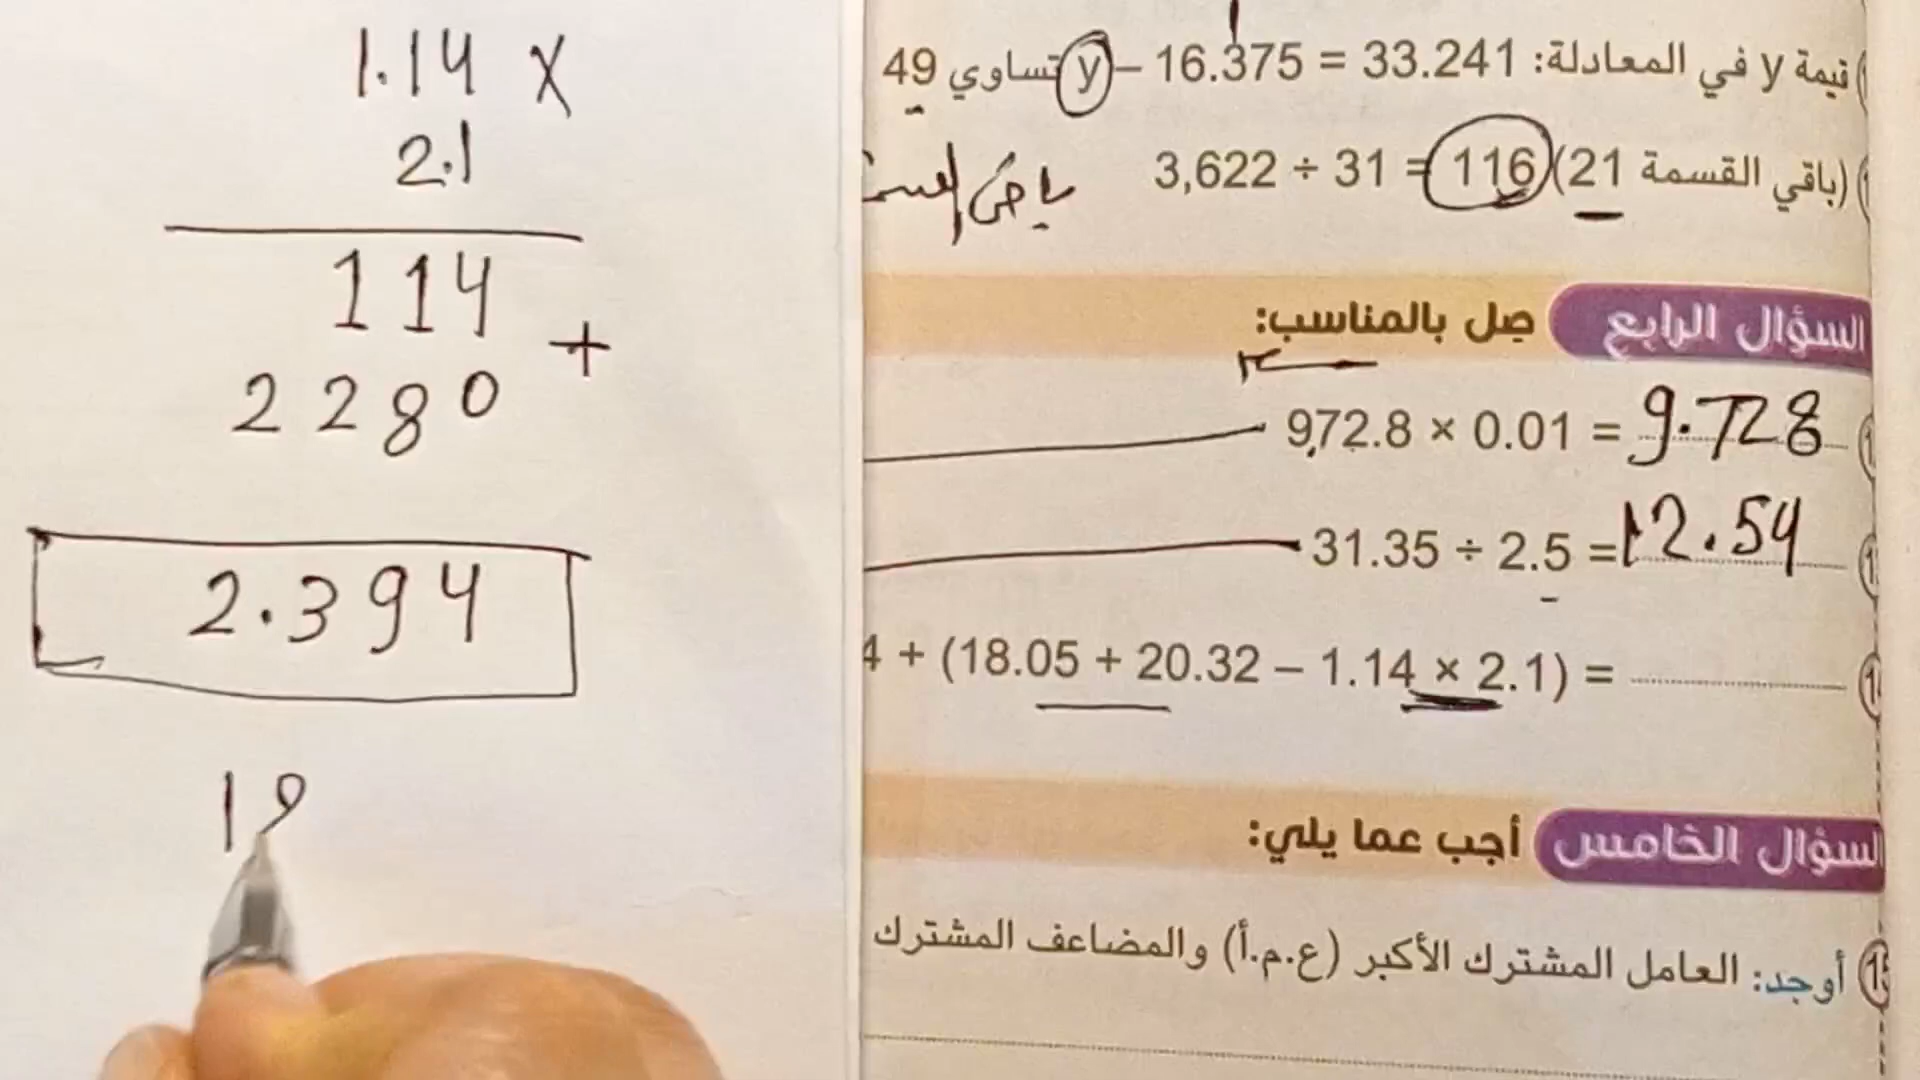 1.14 ×
2.1
114
+
2280
2.394
18
قيمة y في المعادلة: y – 16.375 = 33.241 تساوي 49
3,622 ÷ 31 = 116 (باقي القسمة 21)
باقى القسمة
السؤال الرابع صِل بالمناسب:
972.8 × 0.01 = 9.728
31.35 ÷ 2.5 = 12.54
4 + (18.05 + 20.32 – 1.14 × 2.1) =
السؤال الخامس أجب عما يلي:
أوجد: العامل المشترك الأكبر (ع.م.أ) والمضاعف المشترك